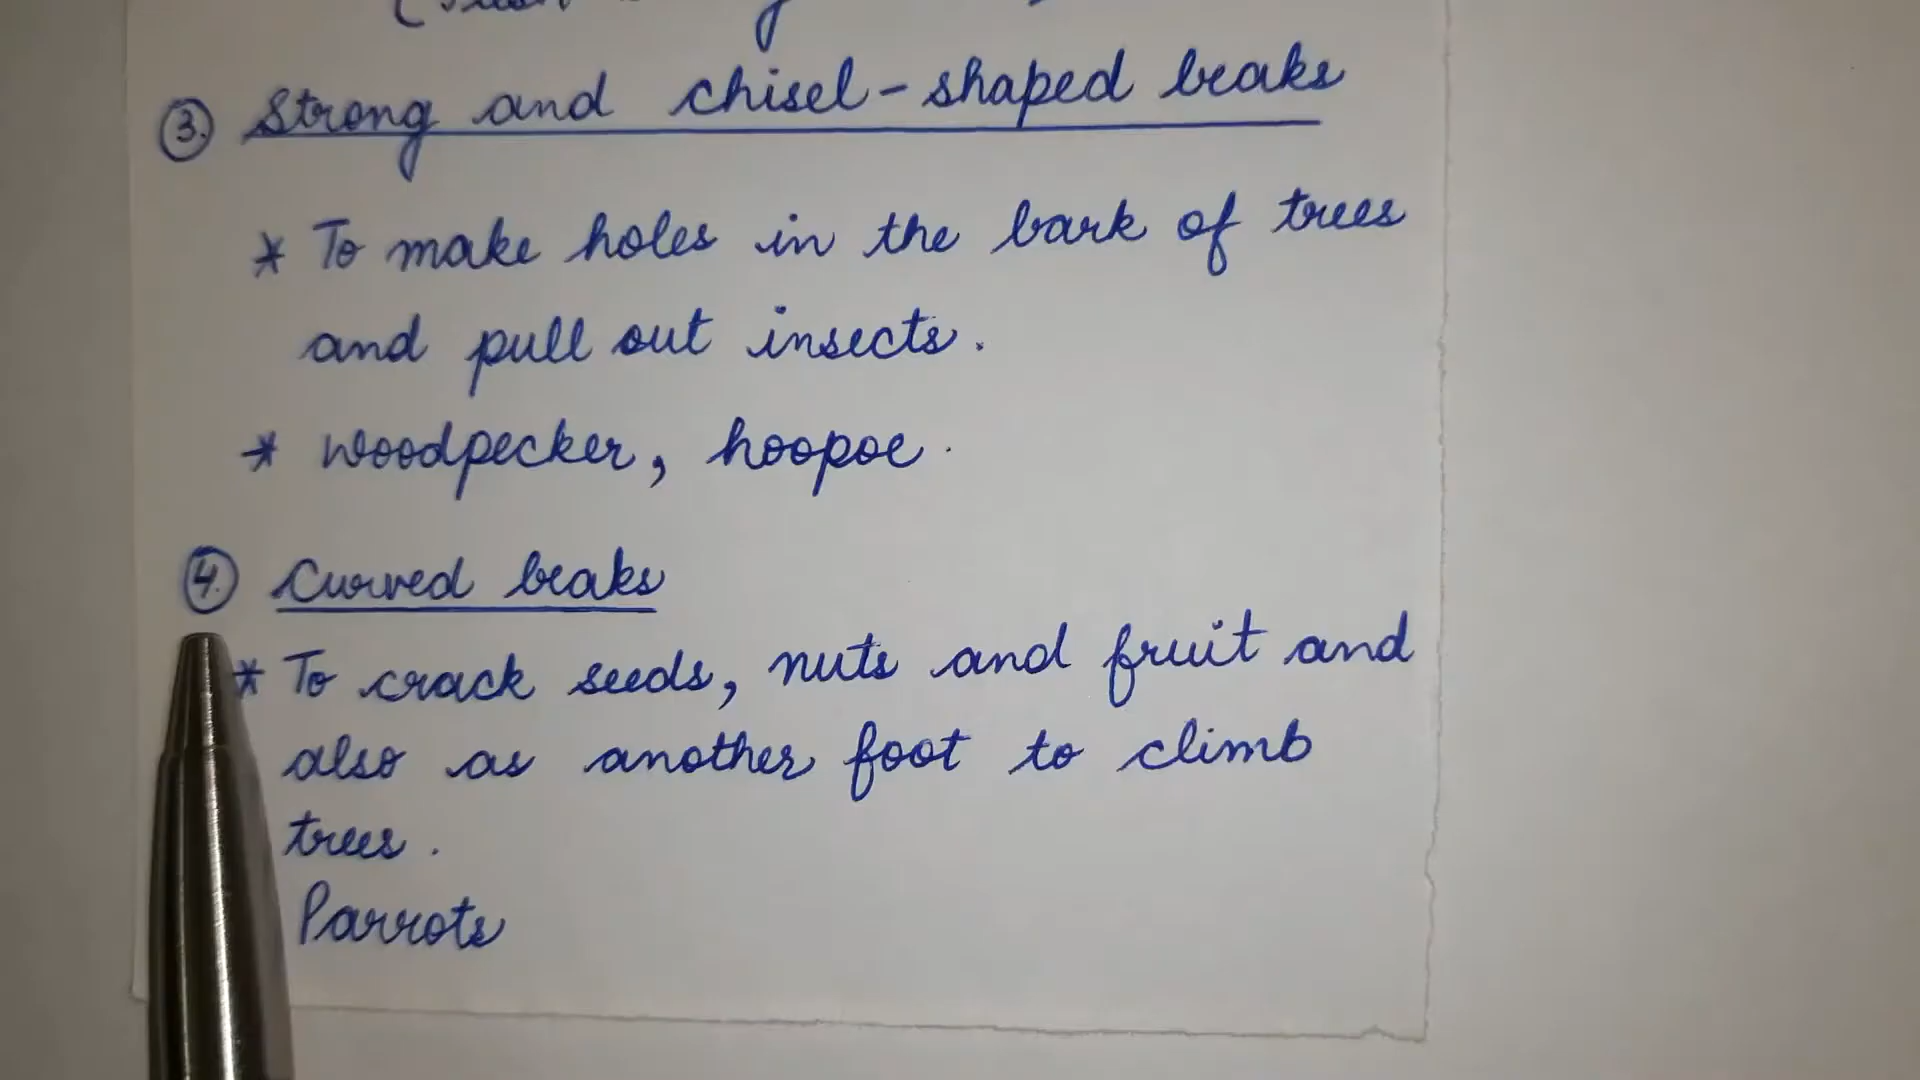 3. Strong and chisel-shaped beaks
* To make holes in the bark of trees
and pull out insects.
* Woodpecker, hoopoe.
4. Curved beaks
* To crack seeds, nuts and fruit and
also as another foot to climb
trees.
Parrots